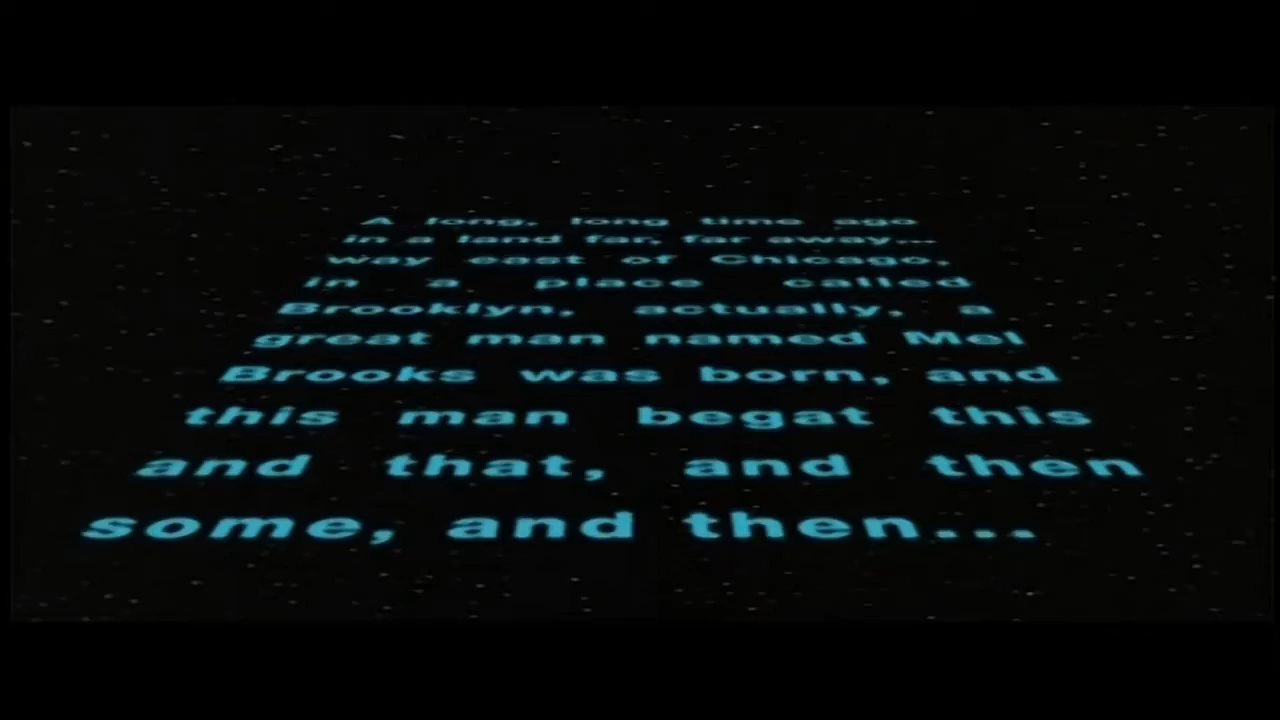 A long, long time ago
in a land far, far away...
way east of Chicago,
in a place called
Brooklyn, actually, a
great man named Mel
Brooks was born, and
this man begat this
and that, and then
some, and then...